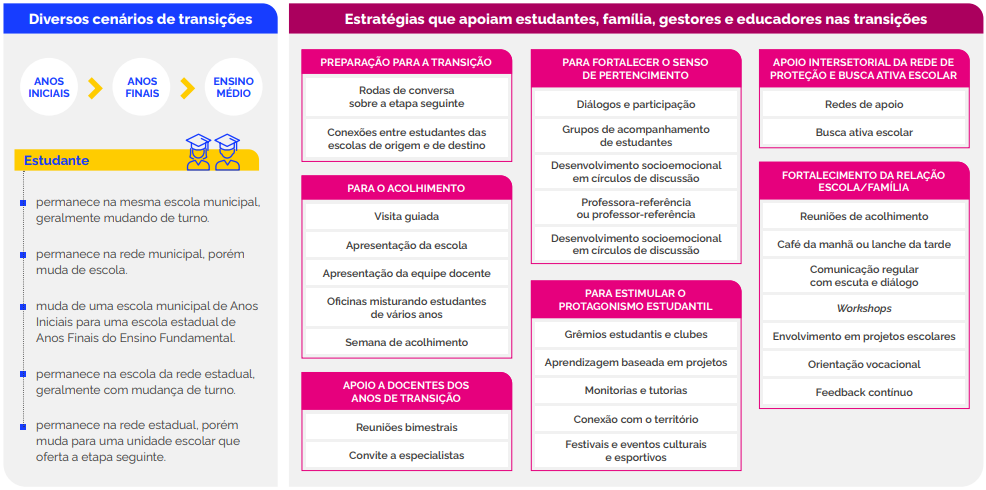 Diversos cenários de transições
ANOS
INICIAIS
ANOS
FINAIS
ENSINO
MÉDIO
Estudante
permanece na mesma escola municipal,
geralmente mudando de turno.
permanece na rede municipal, porém
muda de escola.
muda de uma escola municipal de Anos
Iniciais para uma escola estadual de
Anos Finais do Ensino Fundamental.
permanece na escola da rede estadual,
geralmente com mudança de turno.
permanece na rede estadual, porém
muda para uma unidade escolar que
oferta a etapa seguinte.
Estratégias que apoiam estudantes, família, gestores e educadores nas transições
PREPARAÇÃO PARA A TRANSIÇÃO
Rodas de conversa
sobre a etapa seguinte
Conexões entre estudantes das
escolas de origem e de destino
PARA O ACOLHIMENTO
Visita guiada
Apresentação da escola
Apresentação da equipe docente
Oficinas misturando estudantes
de vários anos
Semana de acolhimento
APOIO A DOCENTES DOS
ANOS DE TRANSIÇÃO
Reuniões bimestrais
Convite a especialistas
PARA FORTALECER O SENSO
DE PERTENCIMENTO
Diálogos e participação
Grupos de acompanhamento
de estudantes
Desenvolvimento socioemocional
em círculos de discussão
Professora-referência
ou professor-referência
Desenvolvimento socioemocional
em círculos de discussão
PARA ESTIMULAR O
PROTAGONISMO ESTUDANTIL
Grêmios estudantis e clubes
Aprendizagem baseada em projetos
Monitorias e tutorias
Conexão com o território
Festivais e eventos culturais
e esportivos
APOIO INTERSETORIAL DA REDE DE
PROTEÇÃO E BUSCA ATIVA ESCOLAR
Redes de apoio
Busca ativa escolar
FORTALECIMENTO DA RELAÇÃO
ESCOLA/FAMÍLIA
Reuniões de acolhimento
Café da manhã ou lanche da tarde
Comunicação regular
com escuta e diálogo
Workshops
Envolvimento em projetos escolares
Orientação vocacional
Feedback contínuo